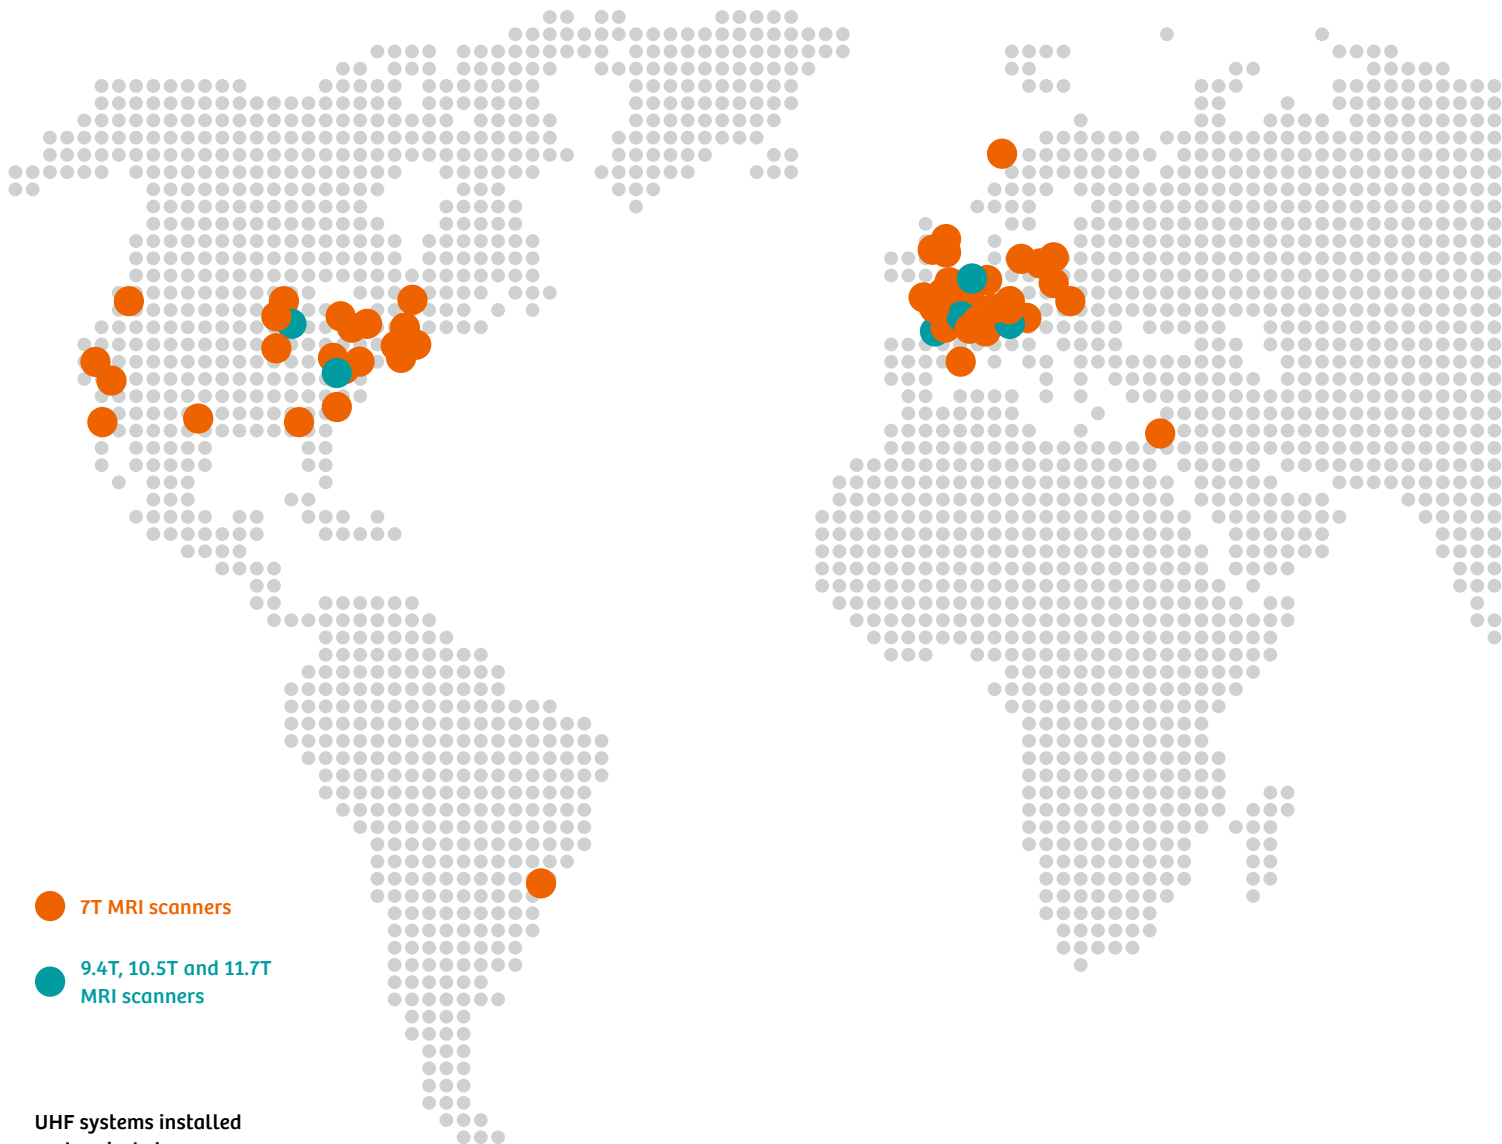 7T MRI scanners
9.4T, 10.5T and 11.7T
MRI scanners
UHF systems installed